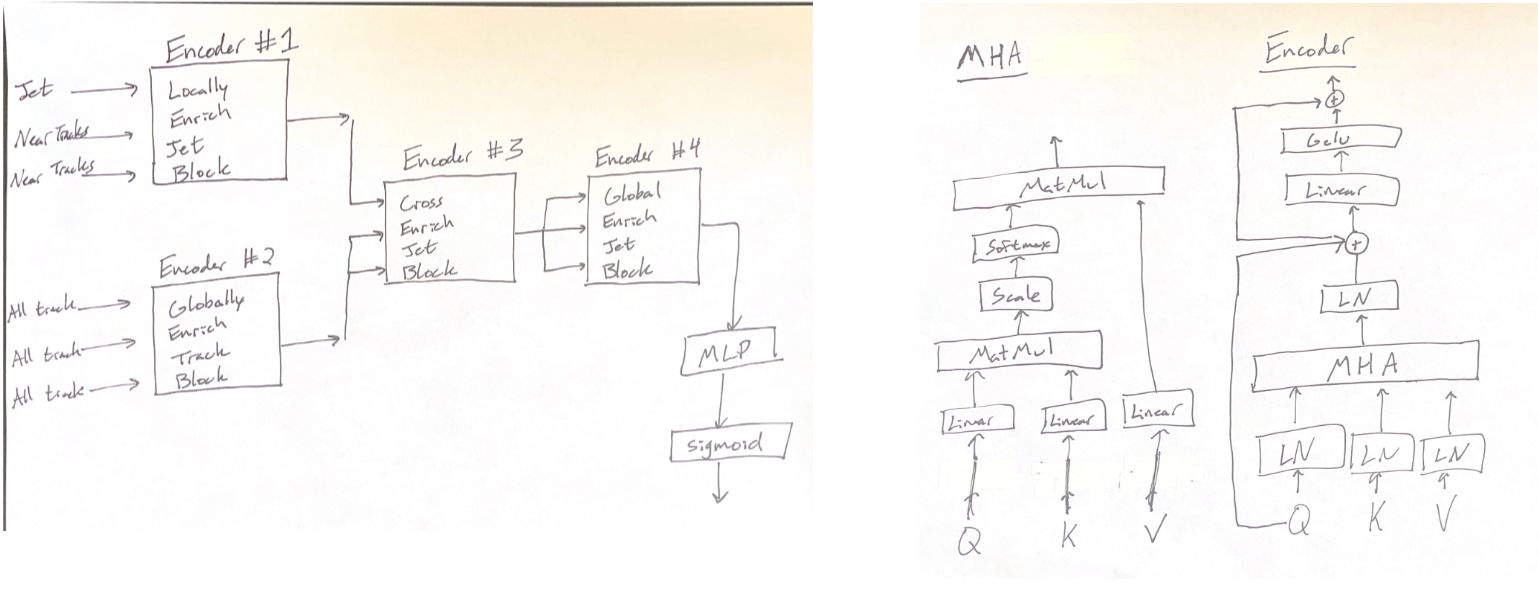 Encoder #1
Jet
Near Tracks
Near Tracks
Locally
Enrich
Jet
Block
Encoder #2
All track
All track
All track
Globally
Enrich
Track
Block
Encoder #3
Cross
Enrich
Jet
Block
Encoder #4
Global
Enrich
Jet
Block
MLP
Sigmoid
MHA
MatMul
Softmax
Scale
MatMul
Linear
Linear
Linear
Q
K
V
Encoder
+
Gelu
Linear
+
LN
MHA
LN
LN
LN
Q
K
V